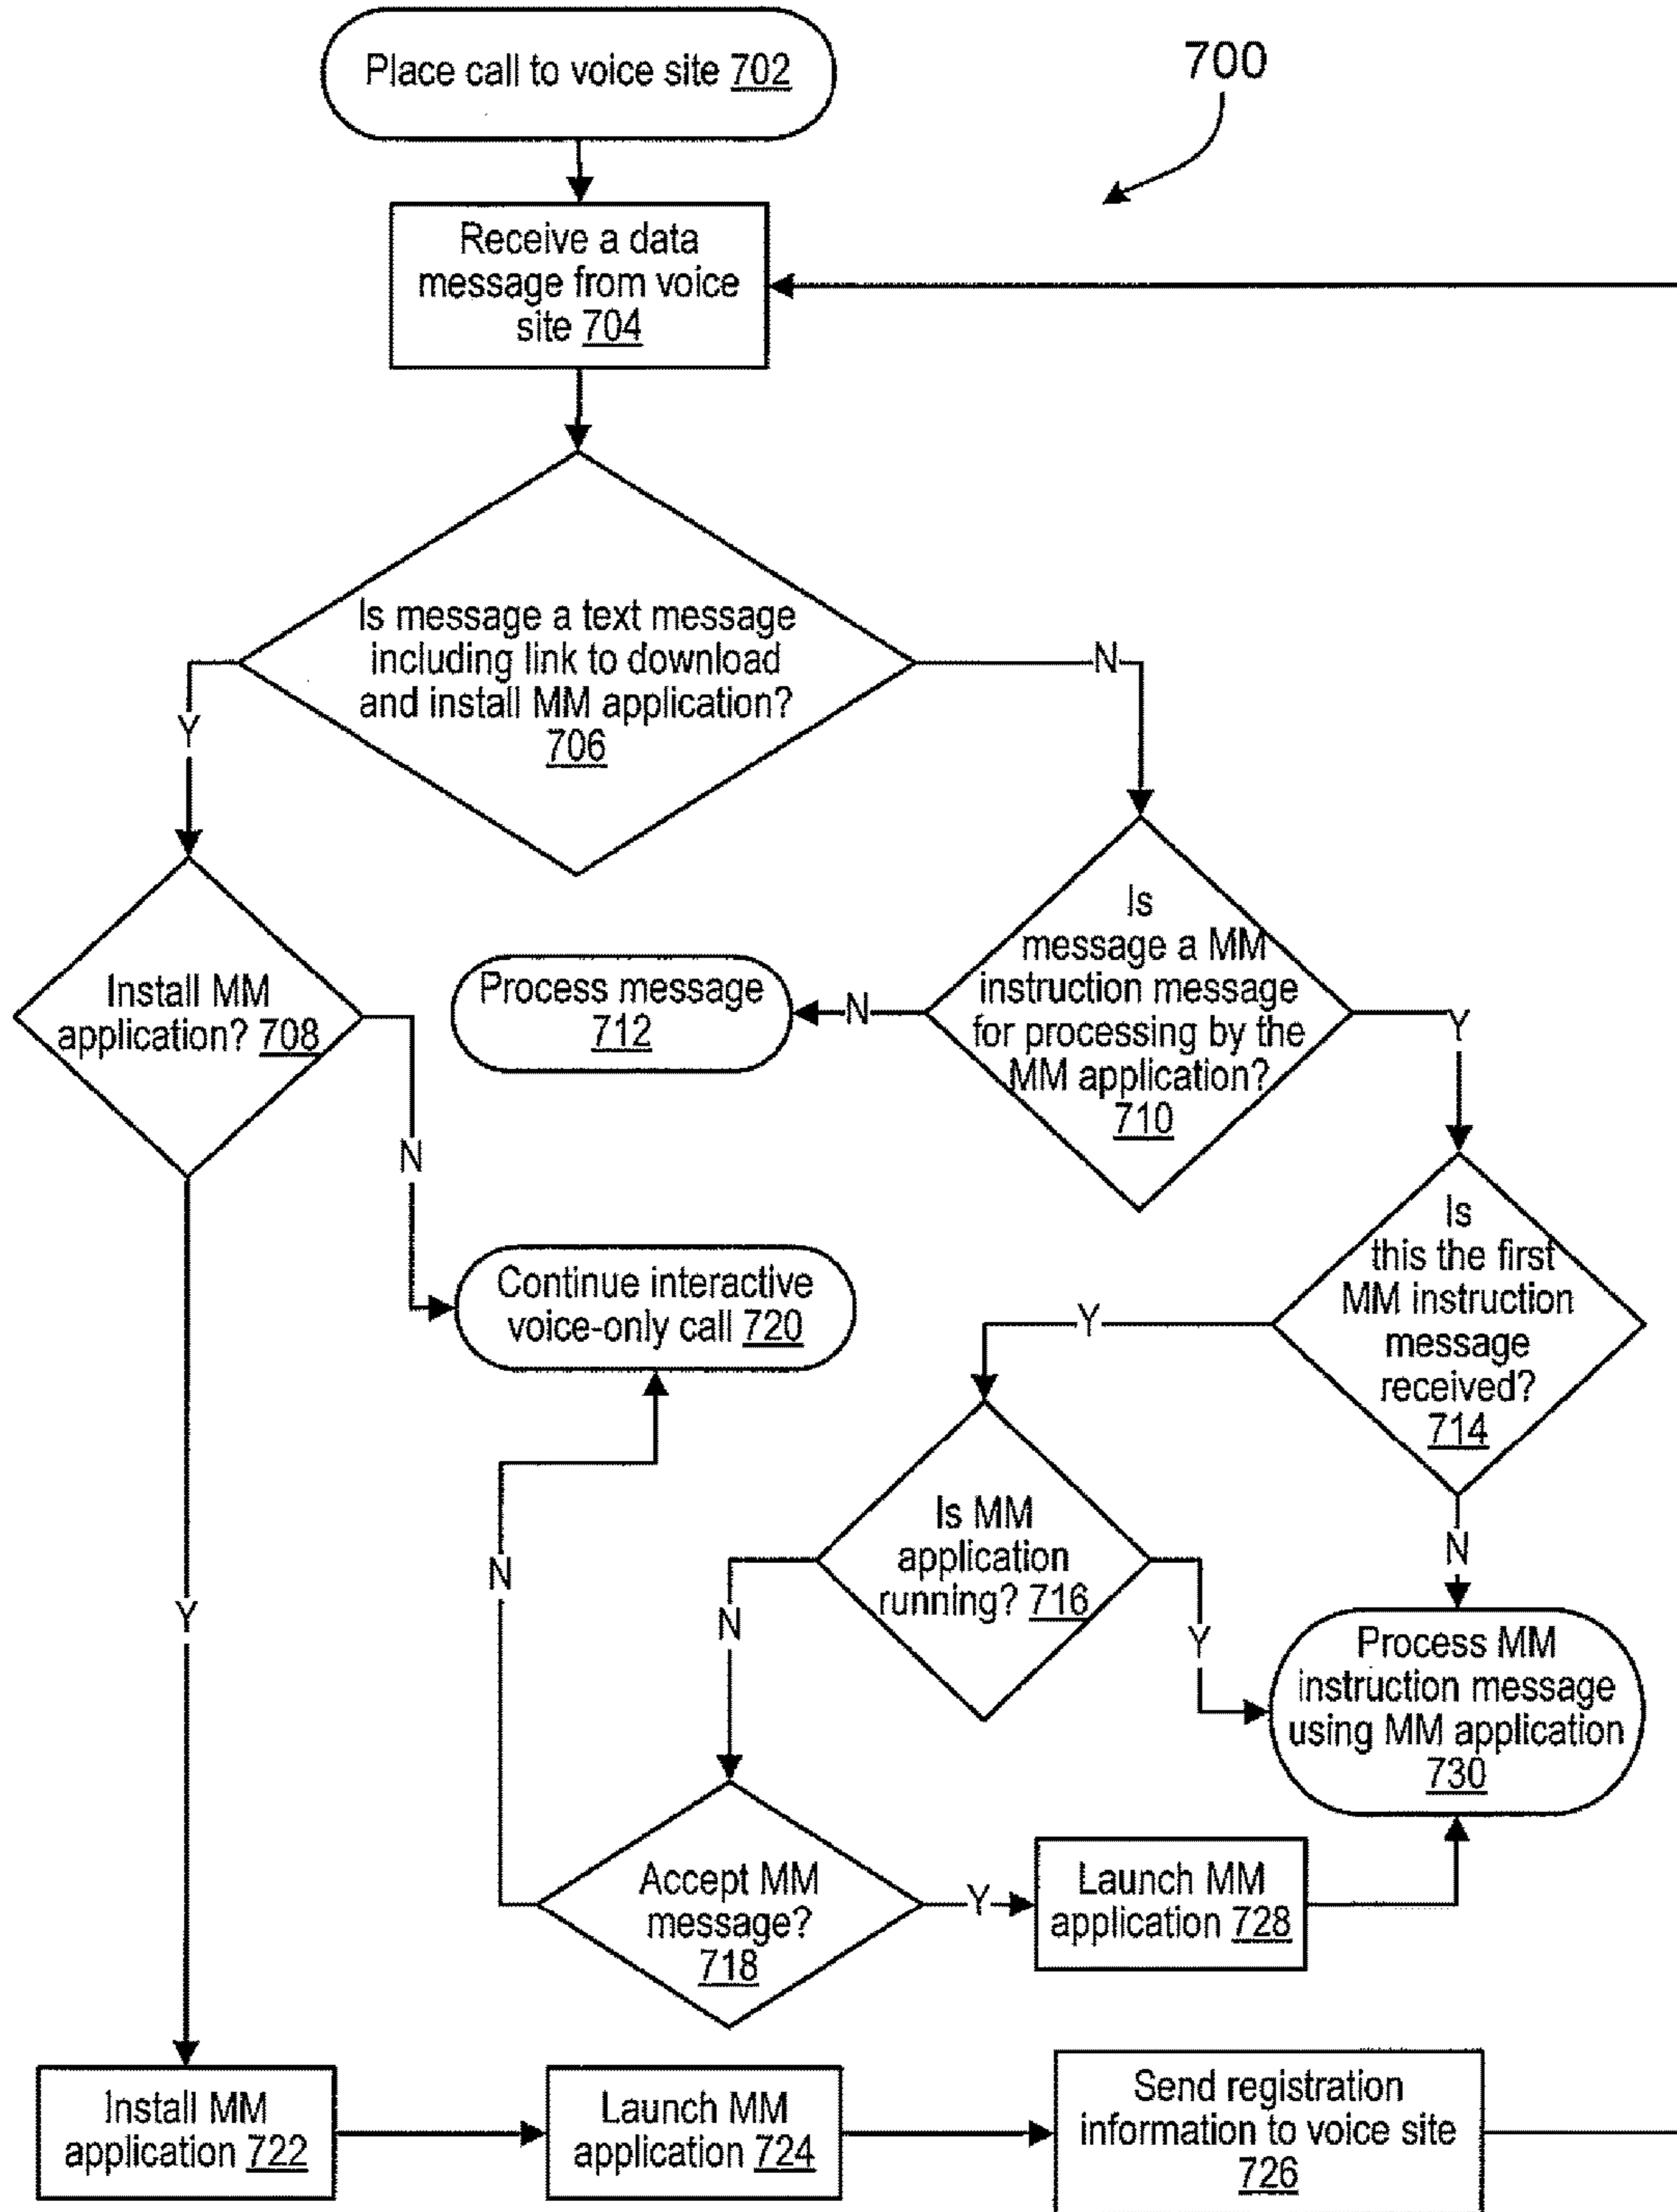 Place call to voice site 702
700
Receive a data
message from voice
site 704
Is message a text message
including link to download
and install MM application?
706
N
Y
Is
message a MM
instruction message
for processing by the
MM application?
710
Install MM
application? 708
Process message
712
N
Y
N
Is
this the first
MM instruction
message
received?
714
Continue interactive
voice-only call 720
Y
Is MM
application
running? 716
N
N
N
Y
Y
Process MM
instruction message
using MM application
730
Accept MM
message?
718
Y
Launch MM
application 728
Install MM
application 722
Launch MM
application 724
Send registration
information to voice site
726